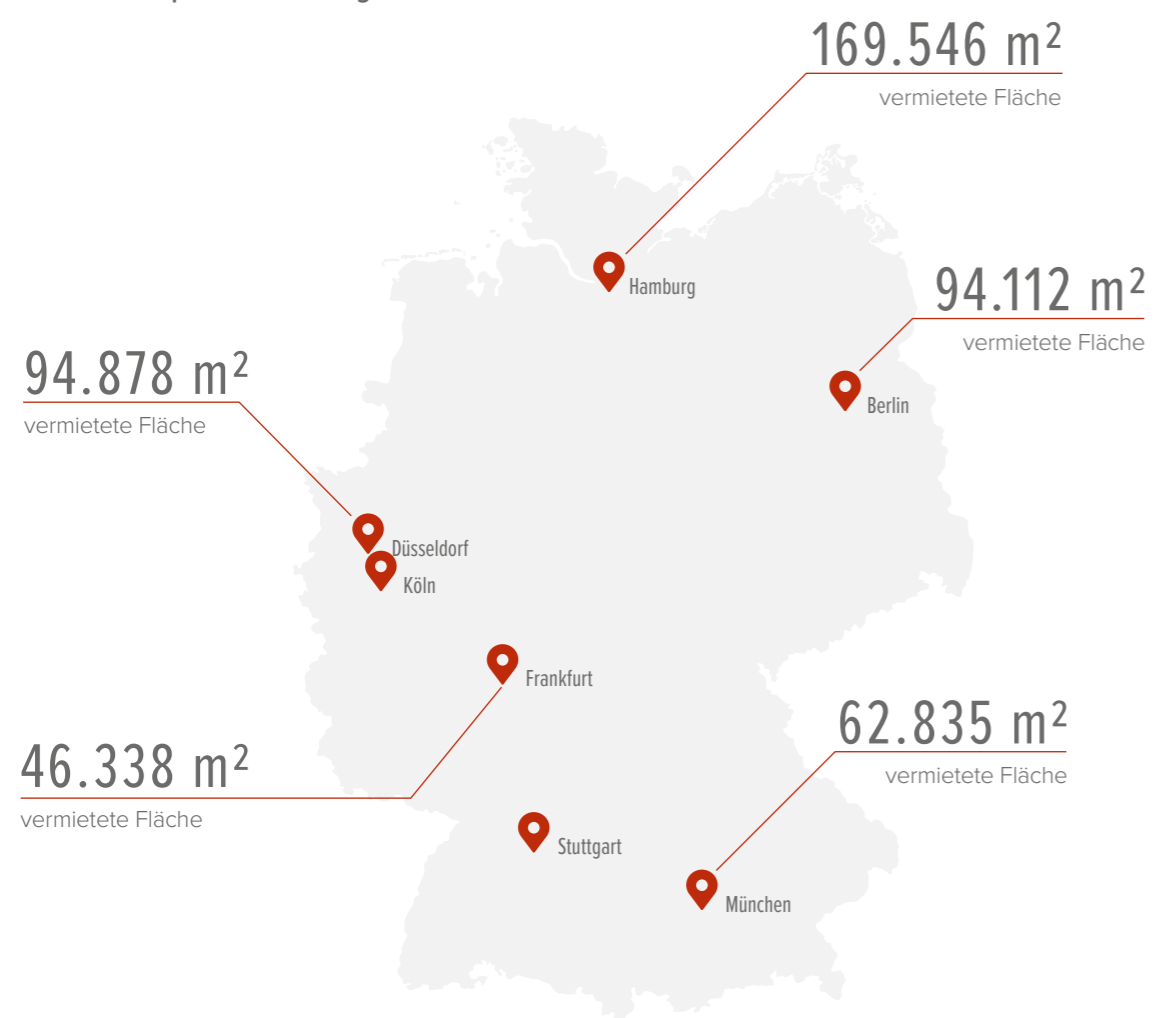 169.546 m²
vermietete Fläche
Hamburg
94.112 m²
vermietete Fläche
Berlin
94.878 m²
vermietete Fläche
Düsseldorf
Köln
Frankfurt
46.338 m²
vermietete Fläche
62.835 m²
vermietete Fläche
Stuttgart
München